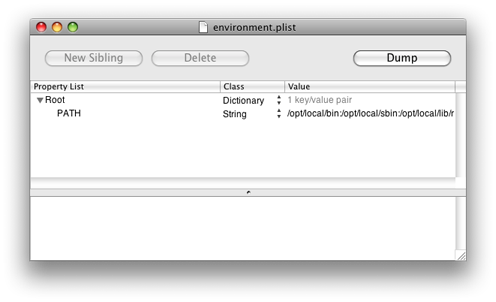 environment.plist
New Sibling Delete Dump
Property List Class Value
Root Dictionary 1 key/value pair
PATH String /opt/local/bin:/opt/local/sbin:/opt/local/lib/r